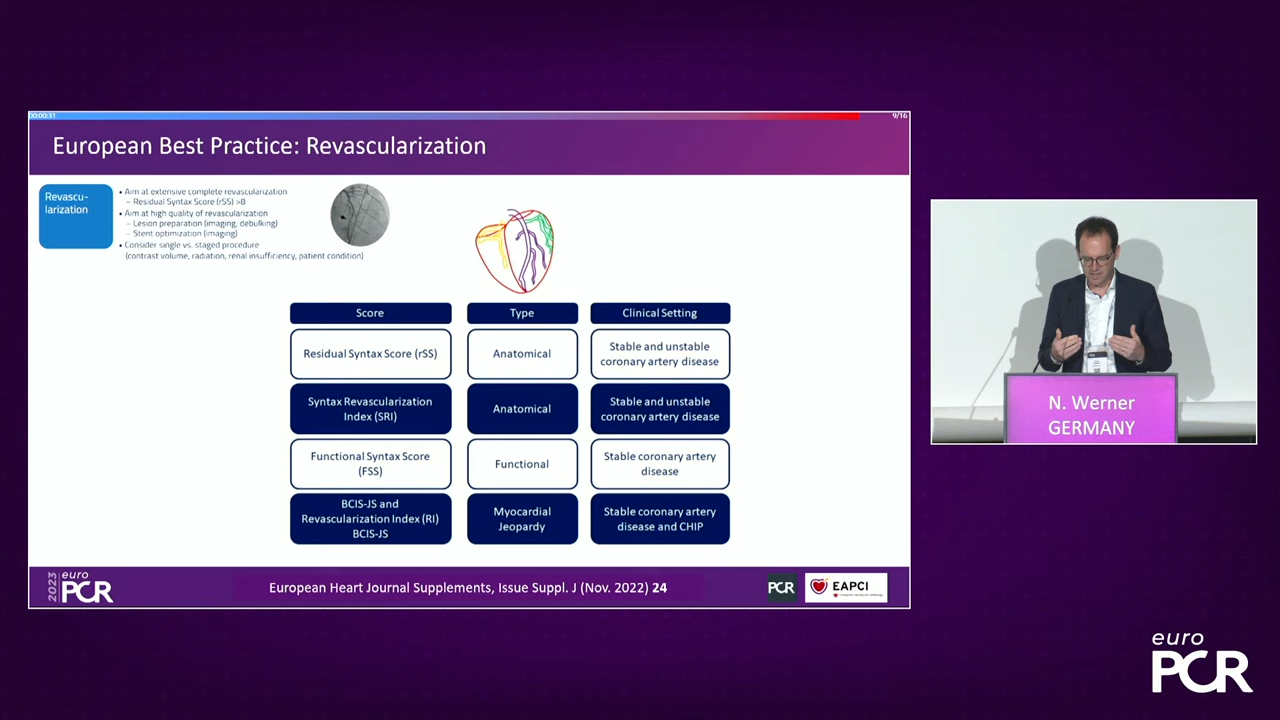 00:00:31
9/16
European Best Practice: Revascularization
Revascu-
larization
• Aim at extensive complete revascularization
– Residual Syntax Score (rSS) >8
• Aim at high quality of revascularization
– Lesion preparation (imaging, debulking)
– Stent optimization (imaging)
• Consider single vs. staged procedure
(contrast volume, radiation, renal insufficiency, patient condition)
Score
Type
Clinical Setting
Residual Syntax Score (rSS)
Anatomical
Stable and unstable
coronary artery disease
Syntax Revascularization
Index (SRI)
Anatomical
Stable and unstable
coronary artery disease
Functional Syntax Score
(FSS)
Functional
Stable coronary artery
disease
BCIS-JS and
Revascularization Index (RI)
BCIS-JS
Myocardial
Jeopardy
Stable coronary artery
disease and CHIP
2023
euro
PCR
European Heart Journal Supplements, Issue Suppl. J (Nov. 2022) 24
PCR
EAPCI
N. Werner
GERMANY
euro
PCR